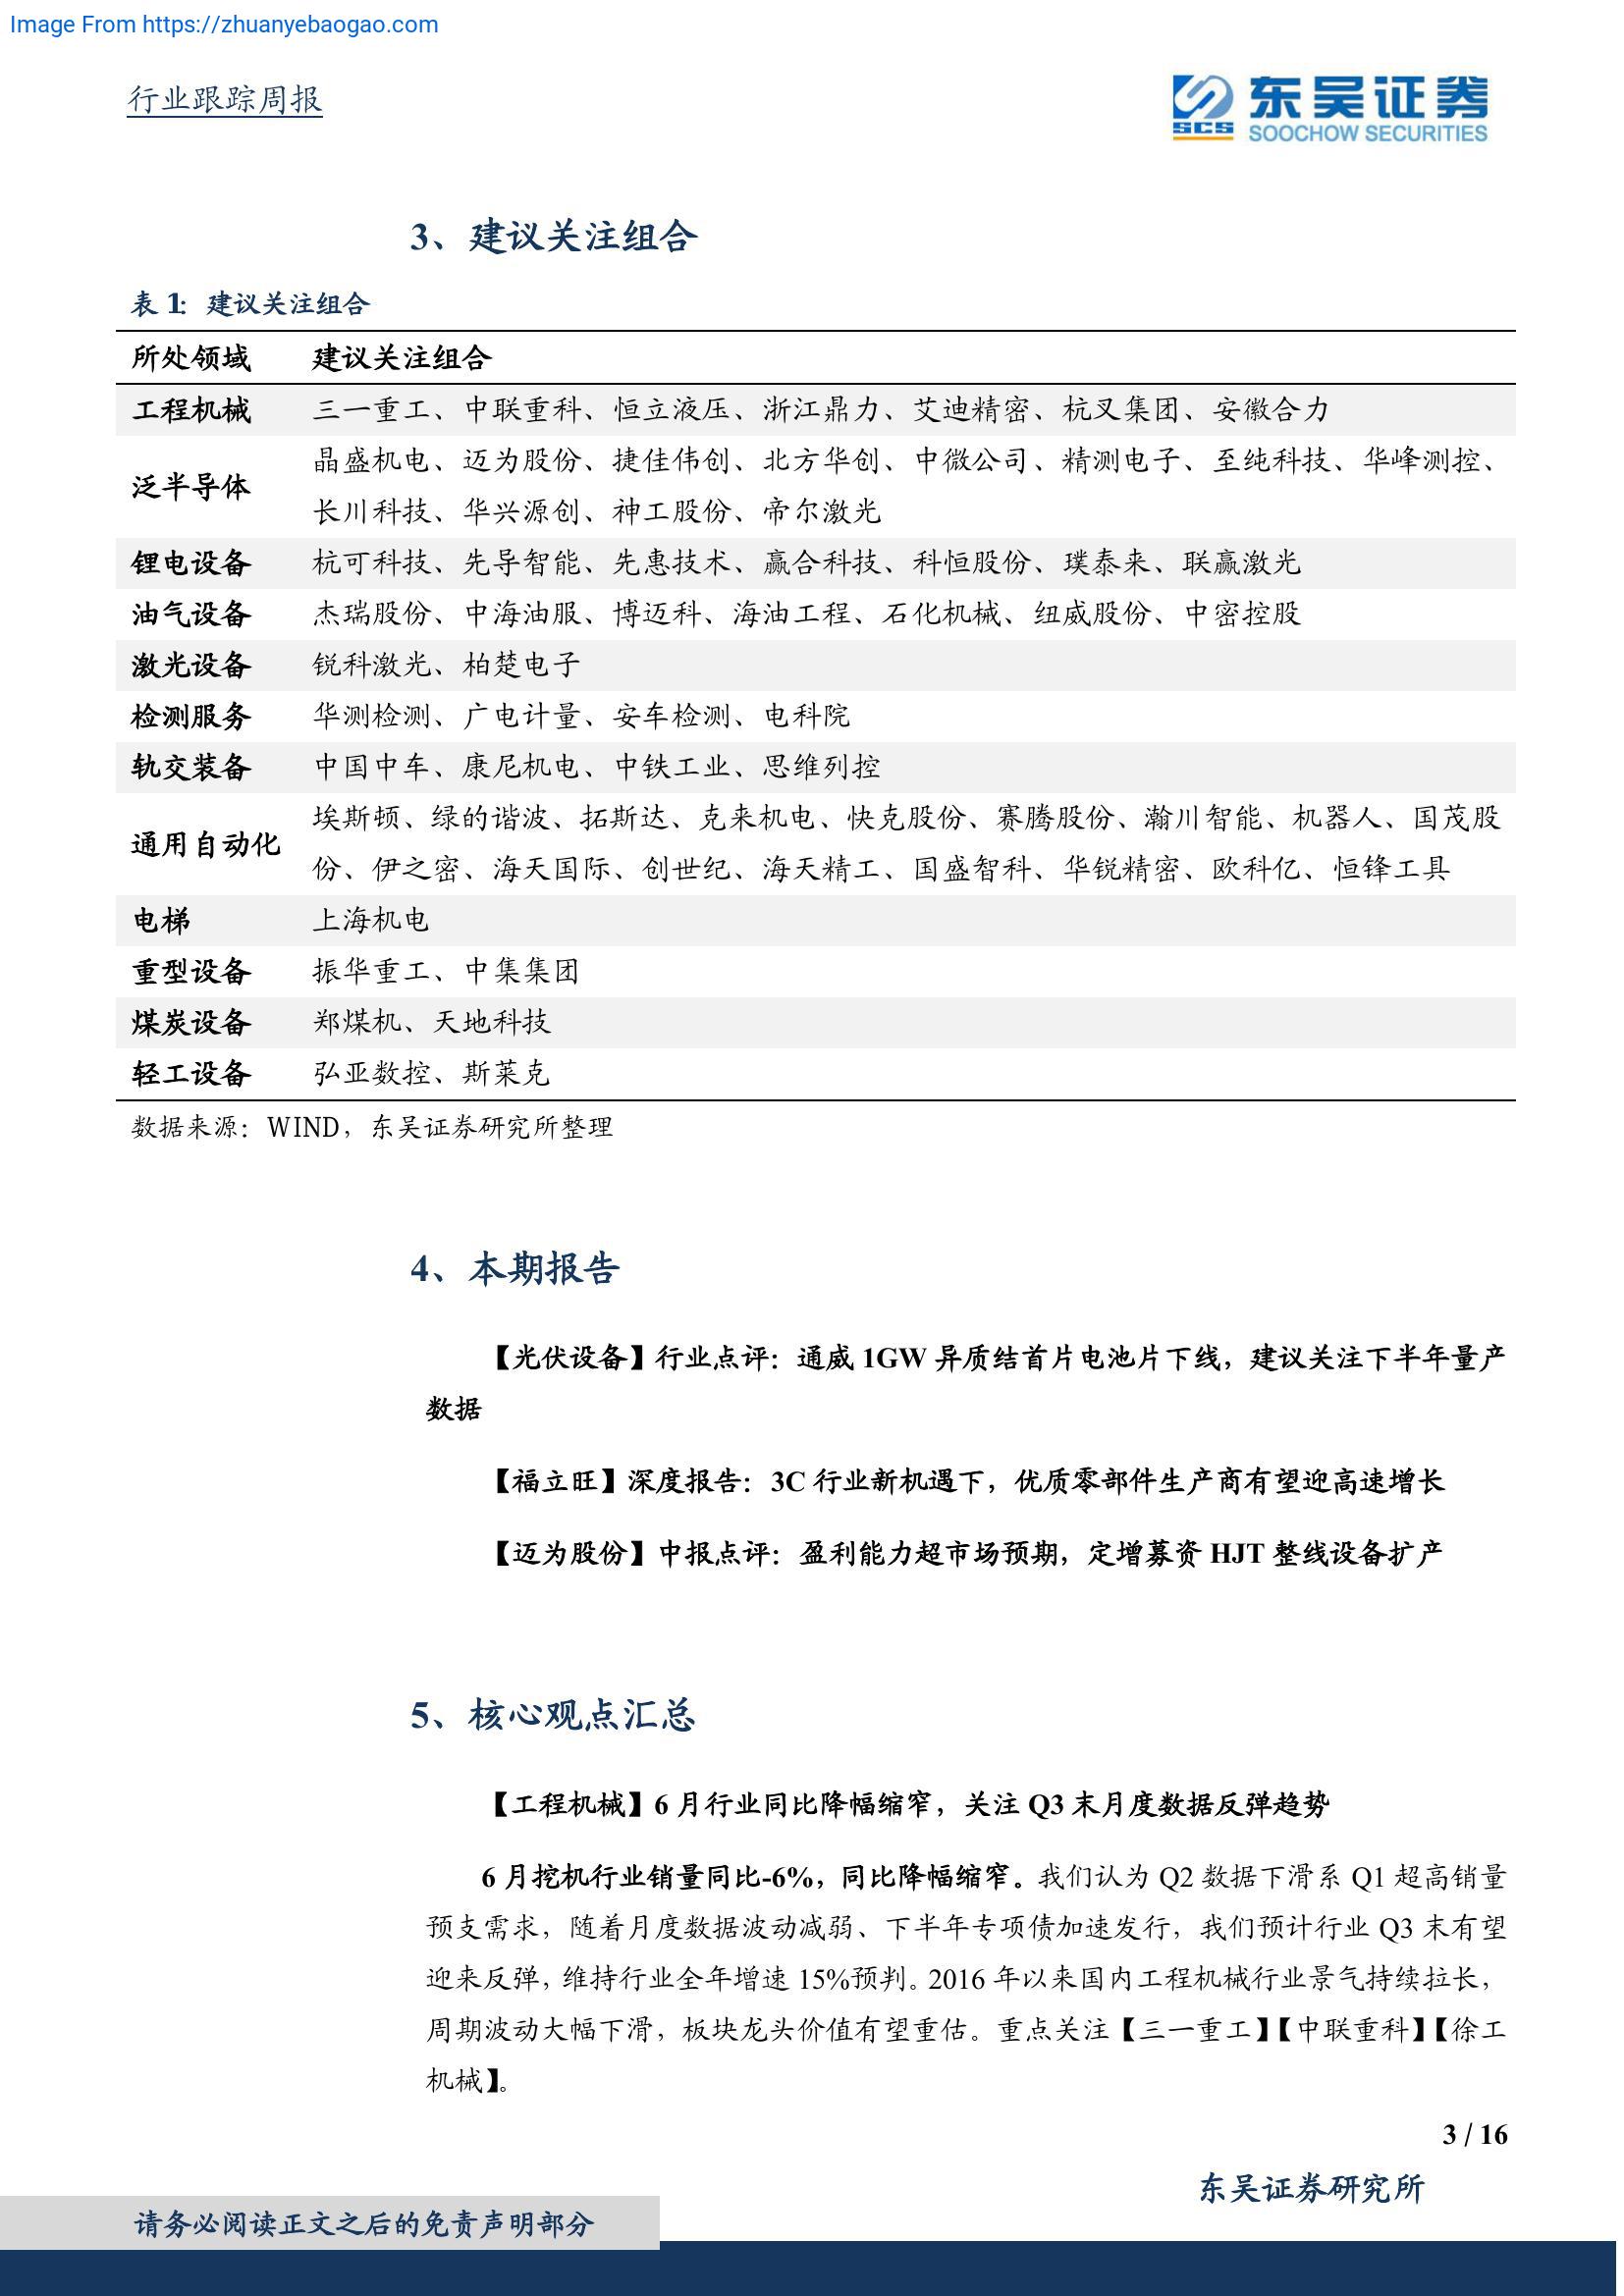 Image From https://zhuanyebaogao.com
行业跟踪周报
SCS
东吴证券
SOOCHOW SECURITIES
3、建议关注组合
表 1: 建议关注组合
所处领域 建议关注组合
工程机械 三一重工、中联重科、恒立液压、浙江鼎力、艾迪精密、杭叉集团、安徽合力
泛半导体 晶盛机电、迈为股份、捷佳伟创、北方华创、中微公司、精测电子、至纯科技、华峰测控、
长川科技、华兴源创、神工股份、帝尔激光
锂电设备 杭可科技、先导智能、先惠技术、赢合科技、科恒股份、璞泰来、联赢激光
油气设备 杰瑞股份、中海油服、博迈科、海油工程、石化机械、纽威股份、中密控股
激光设备 锐科激光、柏楚电子
检测服务 华测检测、广电计量、安车检测、电科院
轨交装备 中国中车、康尼机电、中铁工业、思维列控
通用自动化 埃斯顿、绿的谐波、拓斯达、克来机电、快克股份、赛腾股份、瀚川智能、机器人、国茂股
份、伊之密、海天国际、创世纪、海天精工、国盛智科、华锐精密、欧科亿、恒锋工具
电梯 上海机电
重型设备 振华重工、中集集团
煤炭设备 郑煤机、天地科技
轻工设备 弘亚数控、斯莱克
数据来源：WIND，东吴证券研究所整理
4、本期报告
【光伏设备】行业点评：通威 1GW 异质结首片电池片下线，建议关注下半年量产
数据
【福立旺】深度报告：3C 行业新机遇下，优质零部件生产商有望迎高速增长
【迈为股份】中报点评：盈利能力超市场预期，定增募资 HJT 整线设备扩产
5、核心观点汇总
【工程机械】6 月行业同比降幅缩窄，关注 Q3 末月度数据反弹趋势
6 月挖机行业销量同比-6%，同比降幅缩窄。我们认为 Q2 数据下滑系 Q1 超高销量
预支需求，随着月度数据波动减弱、下半年专项债加速发行，我们预计行业 Q3 末有望
迎来反弹，维持行业全年增速 15%预判。2016 年以来国内工程机械行业景气持续拉长，
周期波动大幅下滑，板块龙头价值有望重估。重点关注【三一重工】【中联重科】【徐工
机械】。
3 / 16
东吴证券研究所
请务必阅读正文之后的免责声明部分